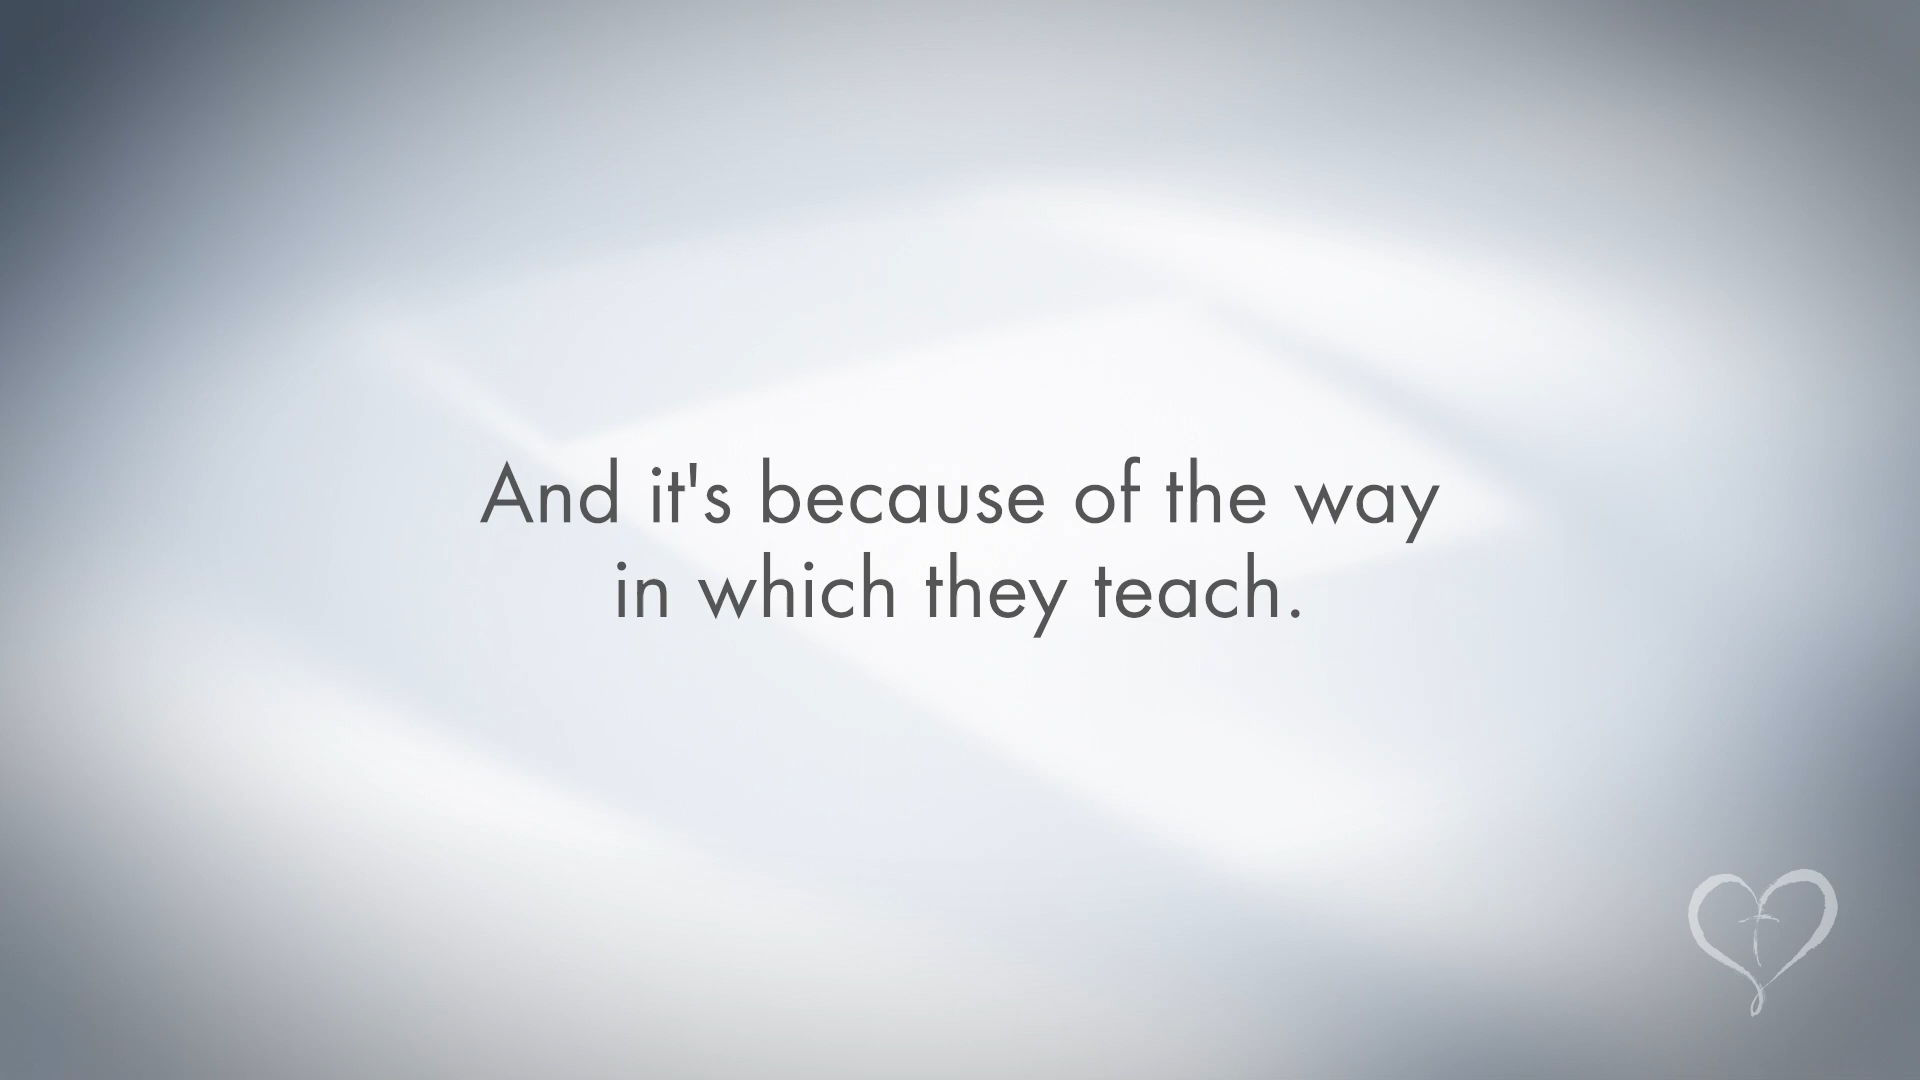 And it's because of the way
in which they teach.